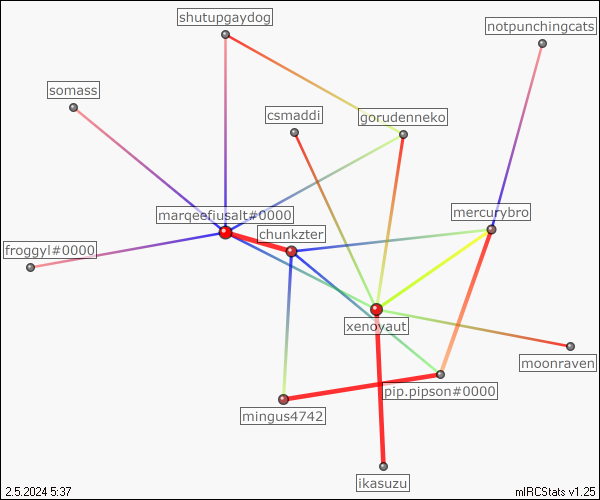 shutupgaydog
notpunchingcats
somass
csmaddi
gorudenneko
marqeefiusalt#0000
mercurybro
chunkzter
froggyl#0000
xenoyaut
moonraven
pip.pipson#0000
mingus4742
ikasuzu
2.5.2024 5:37
mIRCStats v1.25